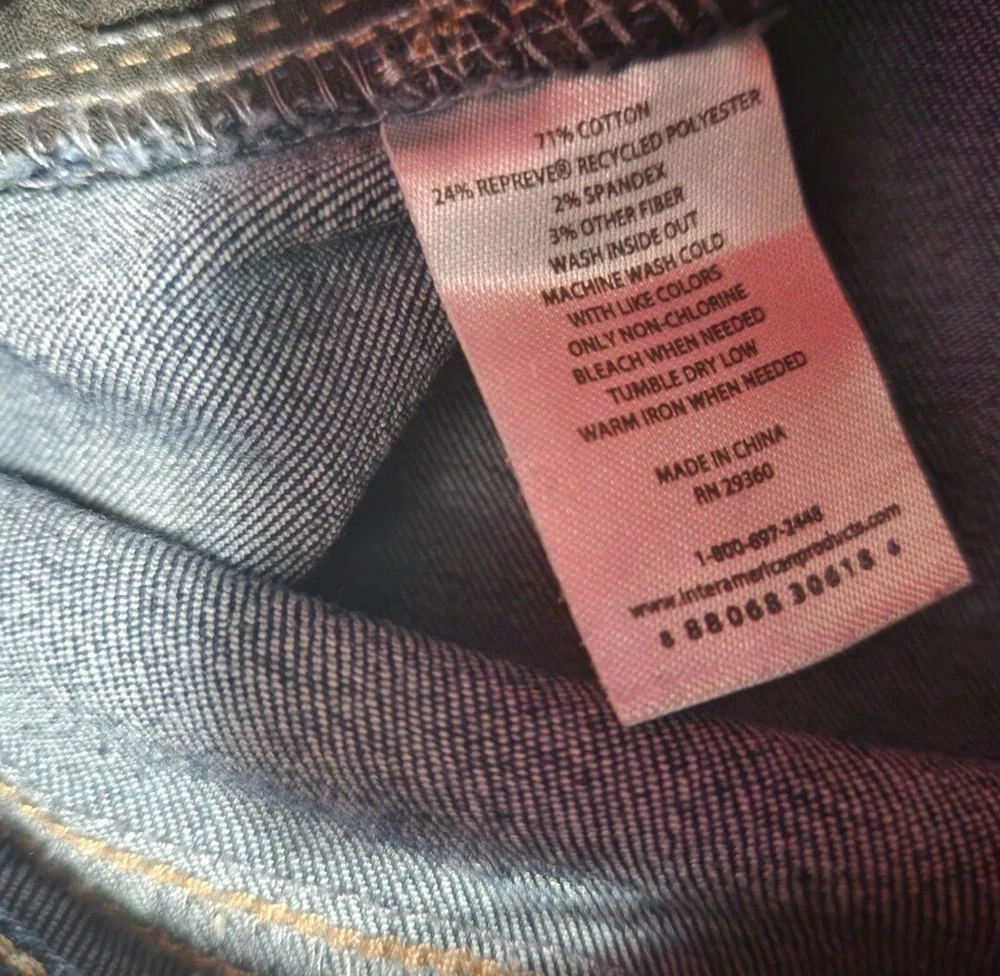 71% COTTON
24% REPREVE® RECYCLED POLYESTER
2% SPANDEX
3% OTHER FIBER
WASH INSIDE OUT
MACHINE WASH COLD
WITH LIKE COLORS
ONLY NON-CHLORINE
BLEACH WHEN NEEDED
TUMBLE DRY LOW
WARM IRON WHEN NEEDED
MADE IN CHINA
RN 29360
1-800-697-2448
www.interamericanproducts.com
8 88068 30618 6